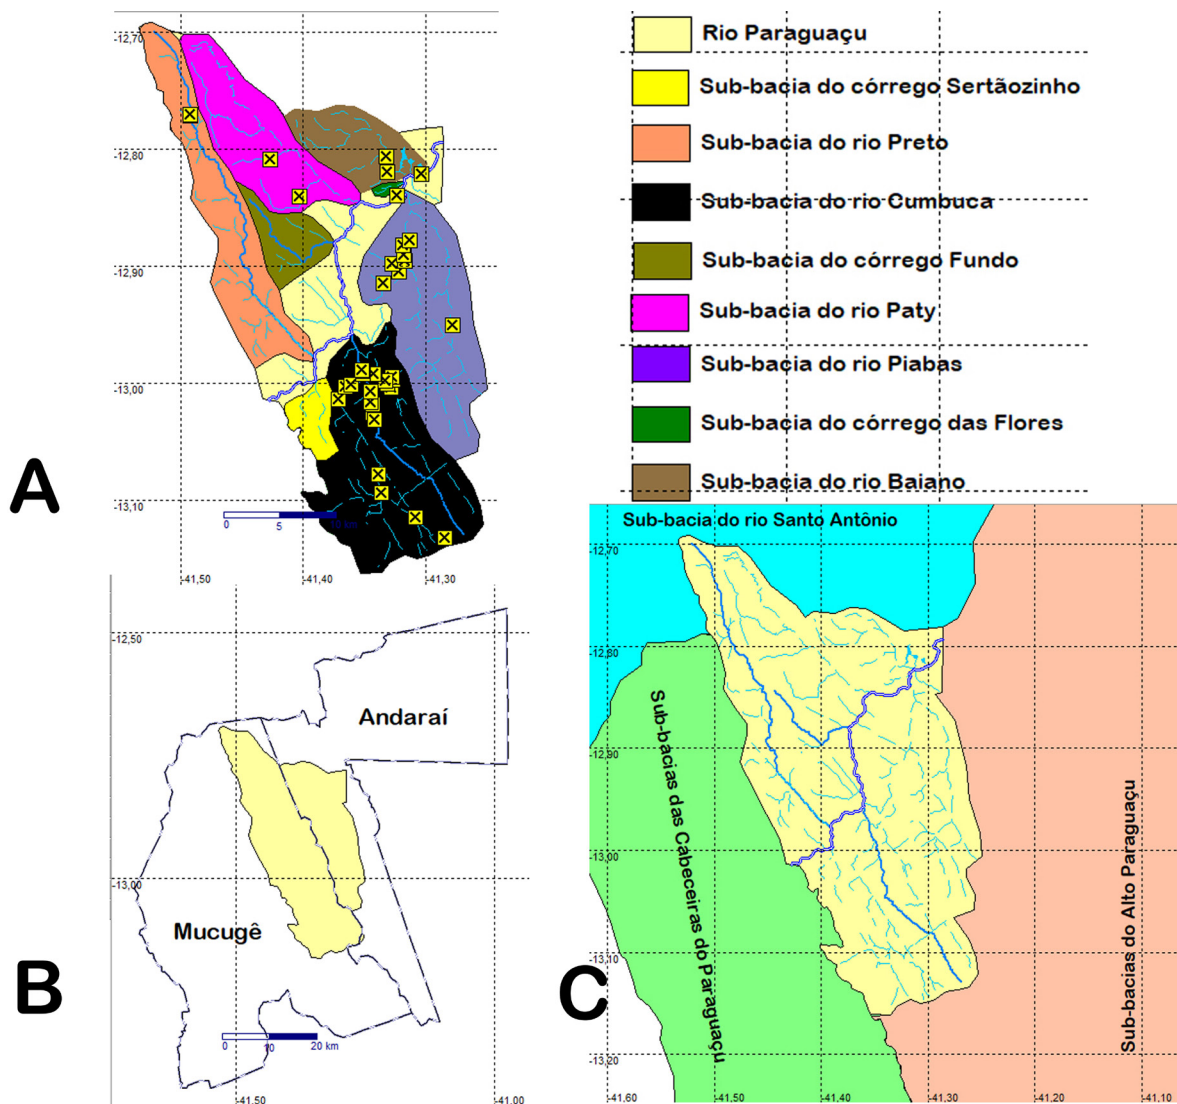 A
-12,70
-12,80
-12,90
-13,00
-13,10
0 5 10 km
-41,50 -41,40 -41,30
Rio Paraguaçu
Sub-bacia do córrego Sertãozinho
Sub-bacia do rio Preto
Sub-bacia do rio Cumbuca
Sub-bacia do córrego Fundo
Sub-bacia do rio Paty
Sub-bacia do rio Piabas
Sub-bacia do córrego das Flores
Sub-bacia do rio Baiano
B
-12,50
-13,00
Andaraí
Mucugê
0 10 20 km
-41,50 -41,00
C
Sub-bacia do rio Santo Antônio
-12,70
-12,80
-12,90
-13,00
-13,10
-13,20
Sub-bacias das Cabeceiras do Paraguaçu
Sub-bacias do Alto Paraguaçu
-41,60 -41,50 -41,40 -41,30 -41,20 -41,10